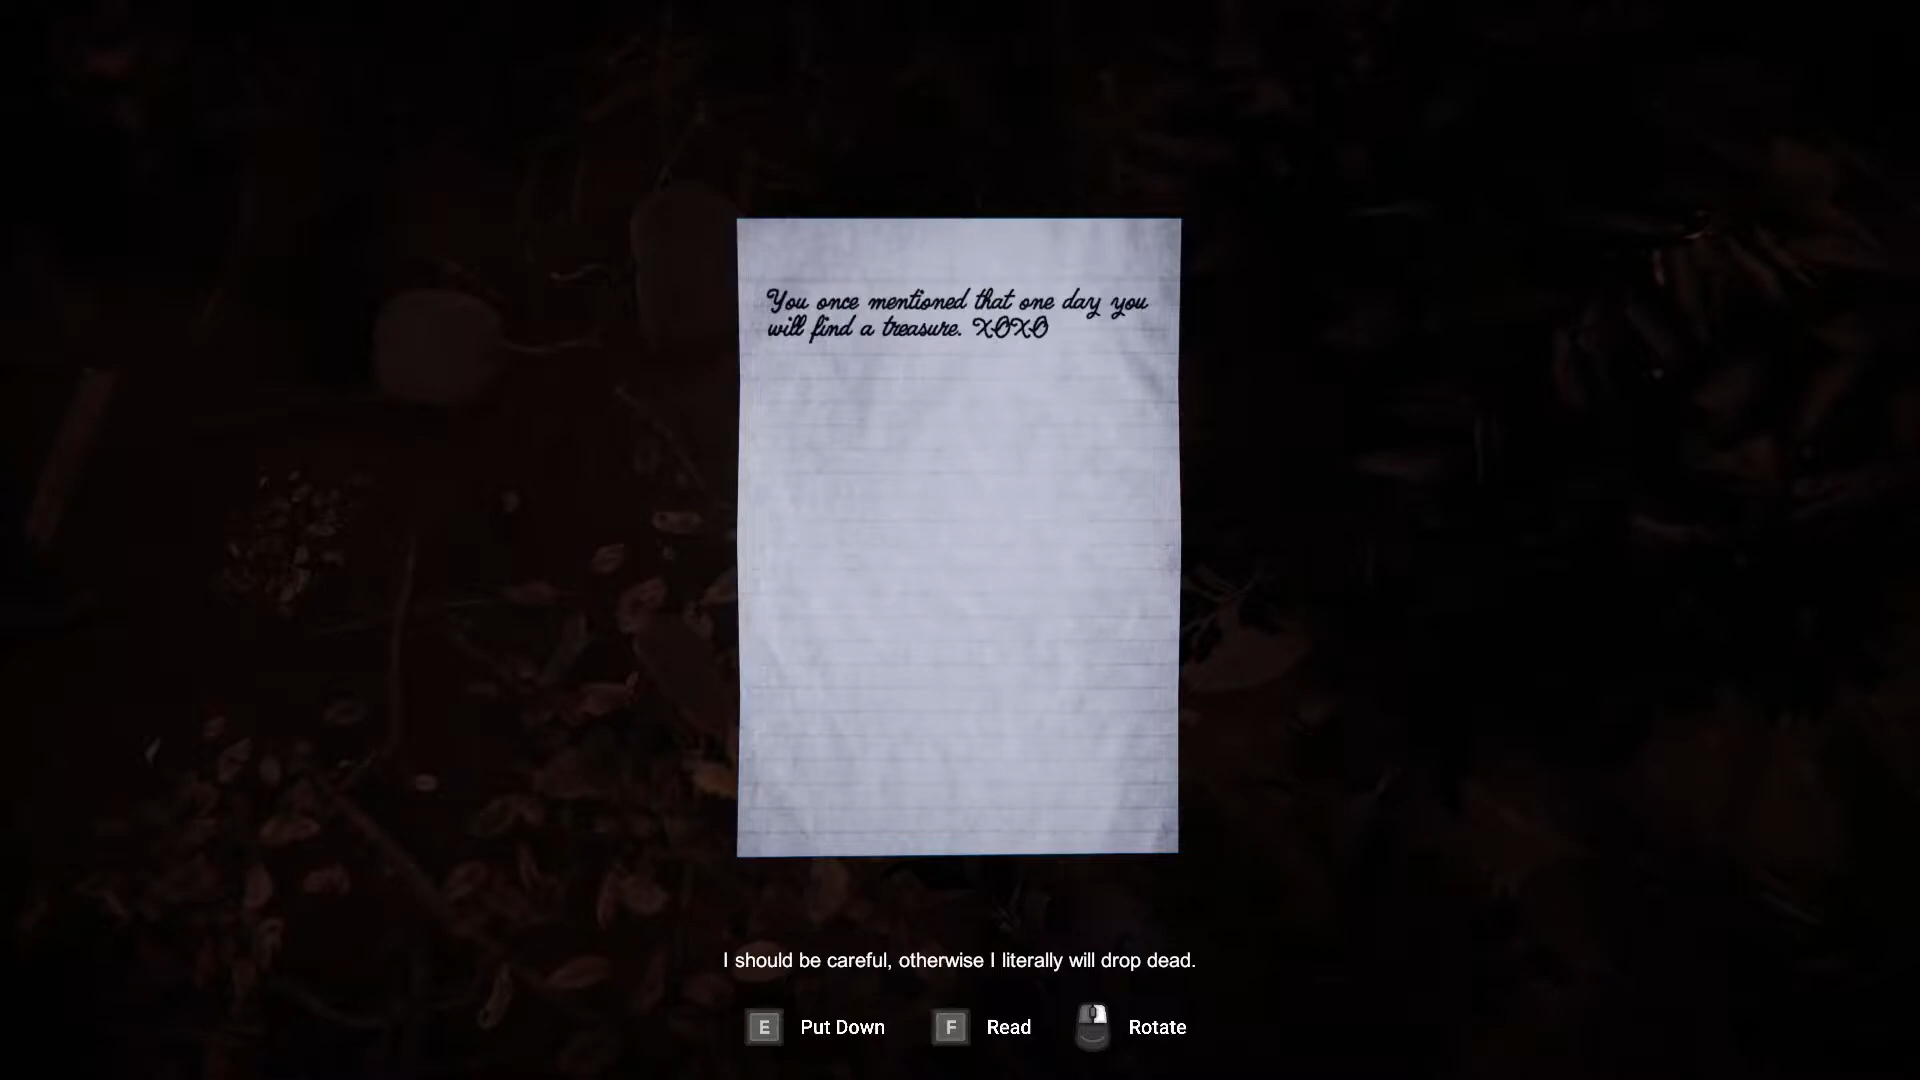 You once mentioned that one day you
will find a treasure. XOXO
I should be careful, otherwise I literally will drop dead.
E Put Down F Read Rotate